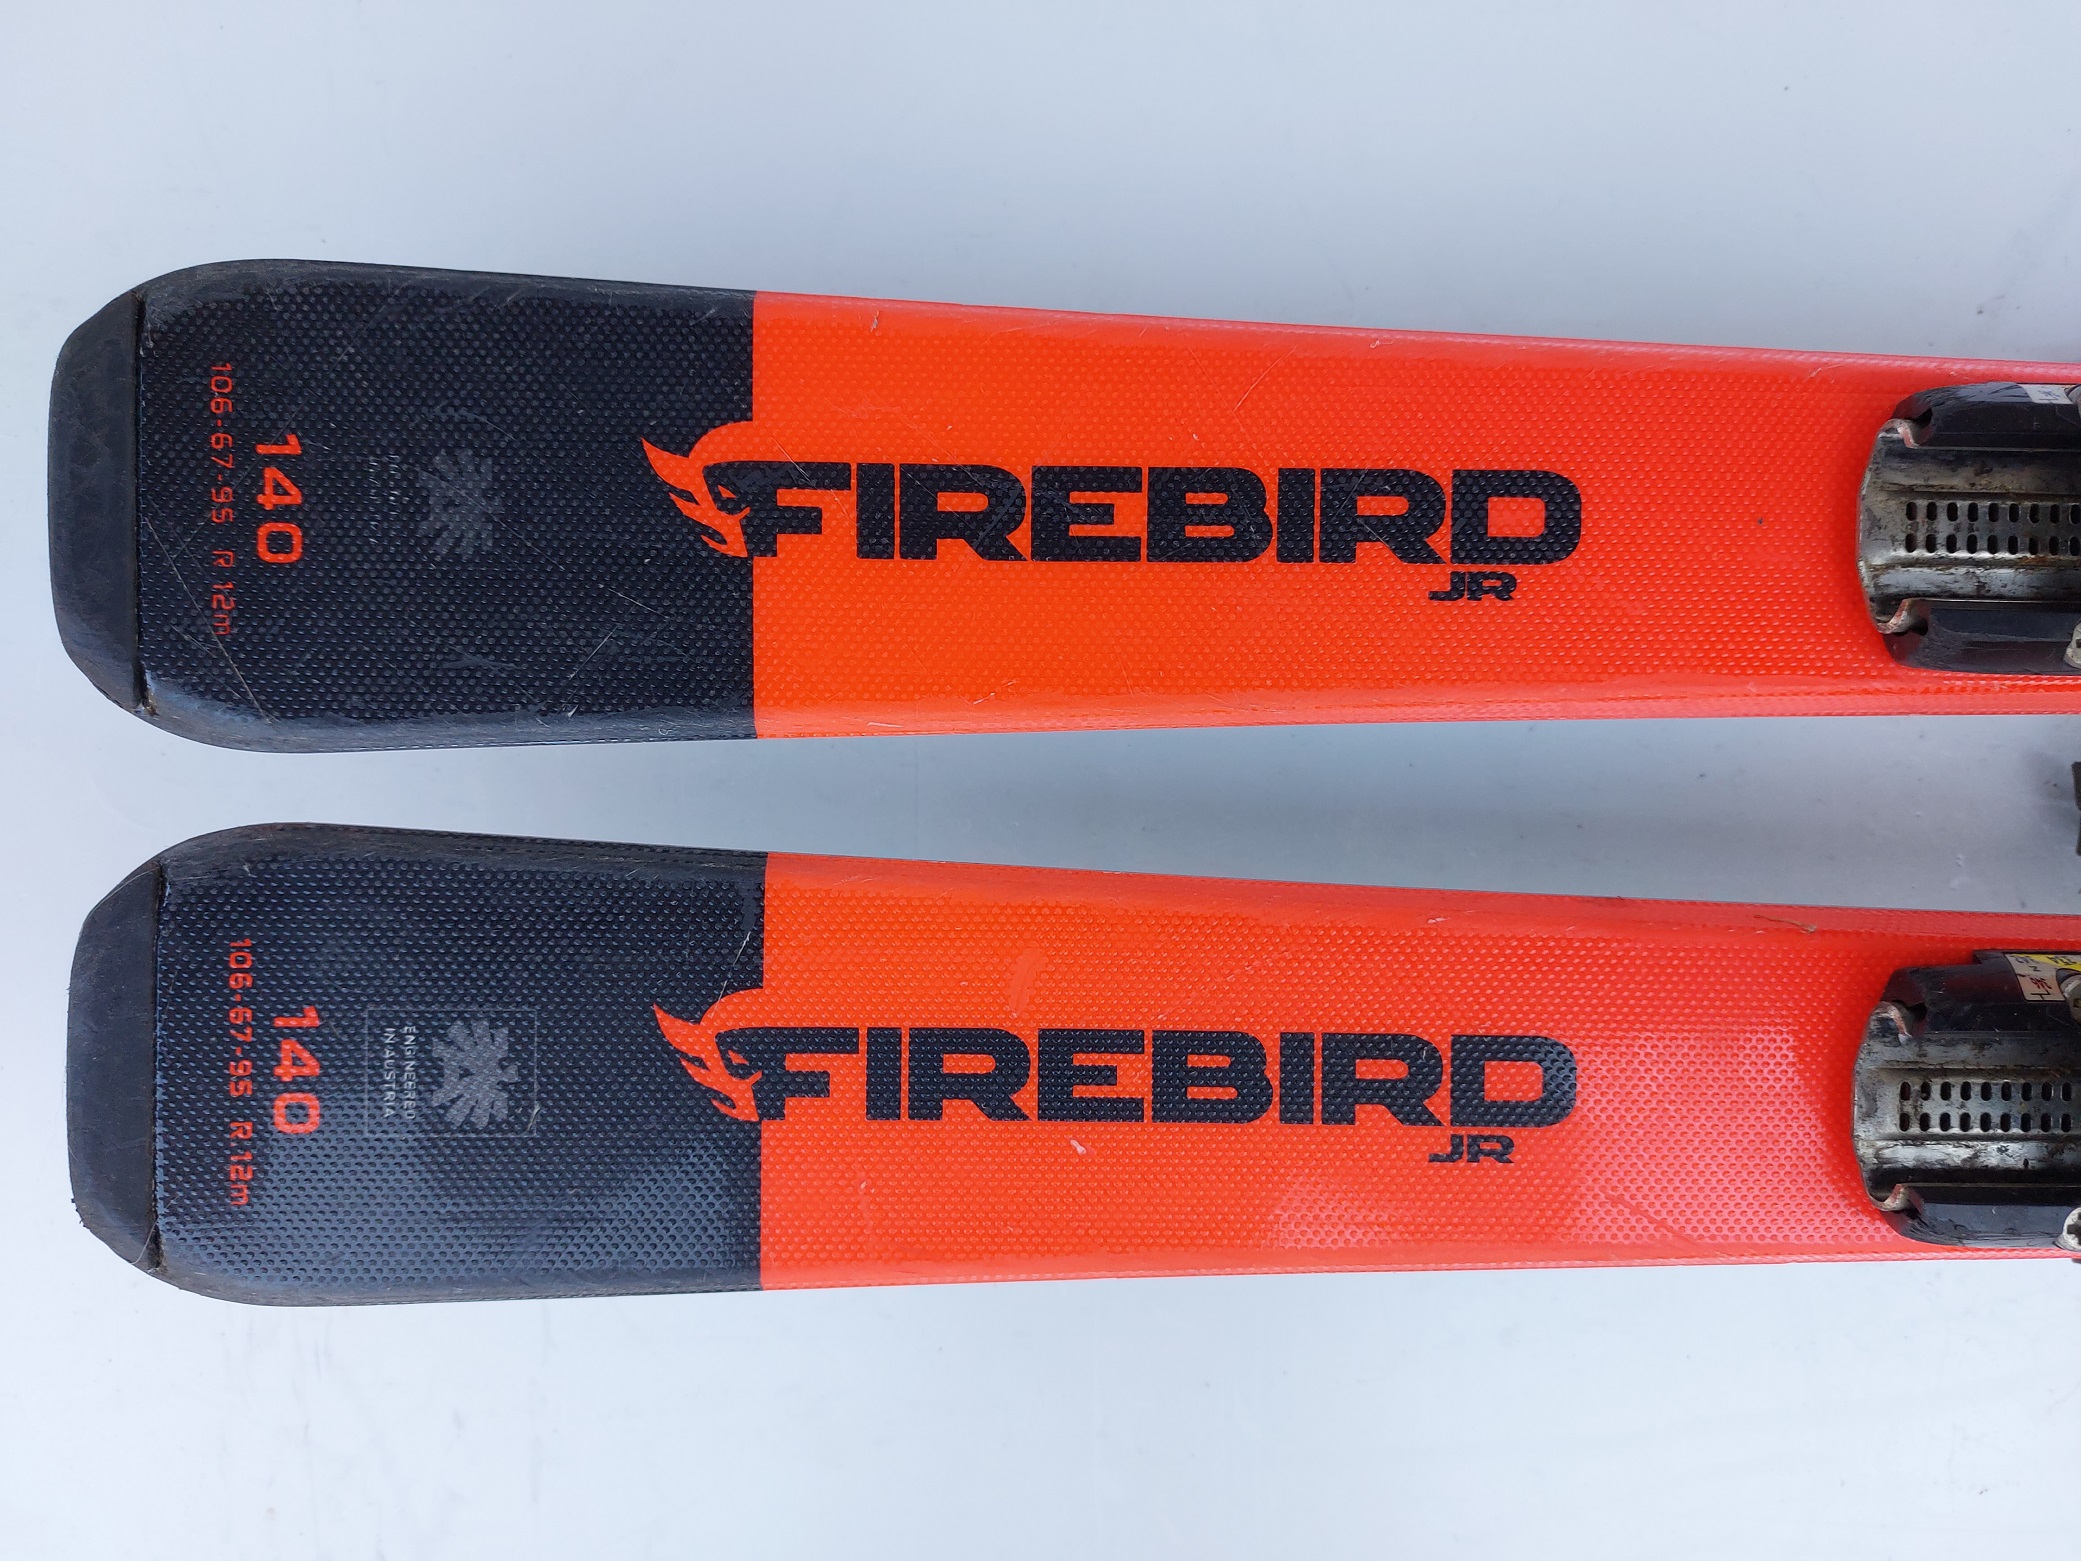 106-67-95 R 12m
140
FIREBIRD
JR
106-67-95 R 12m
140
ENGINEERED
IN AUSTRIA
FIREBIRD
JR